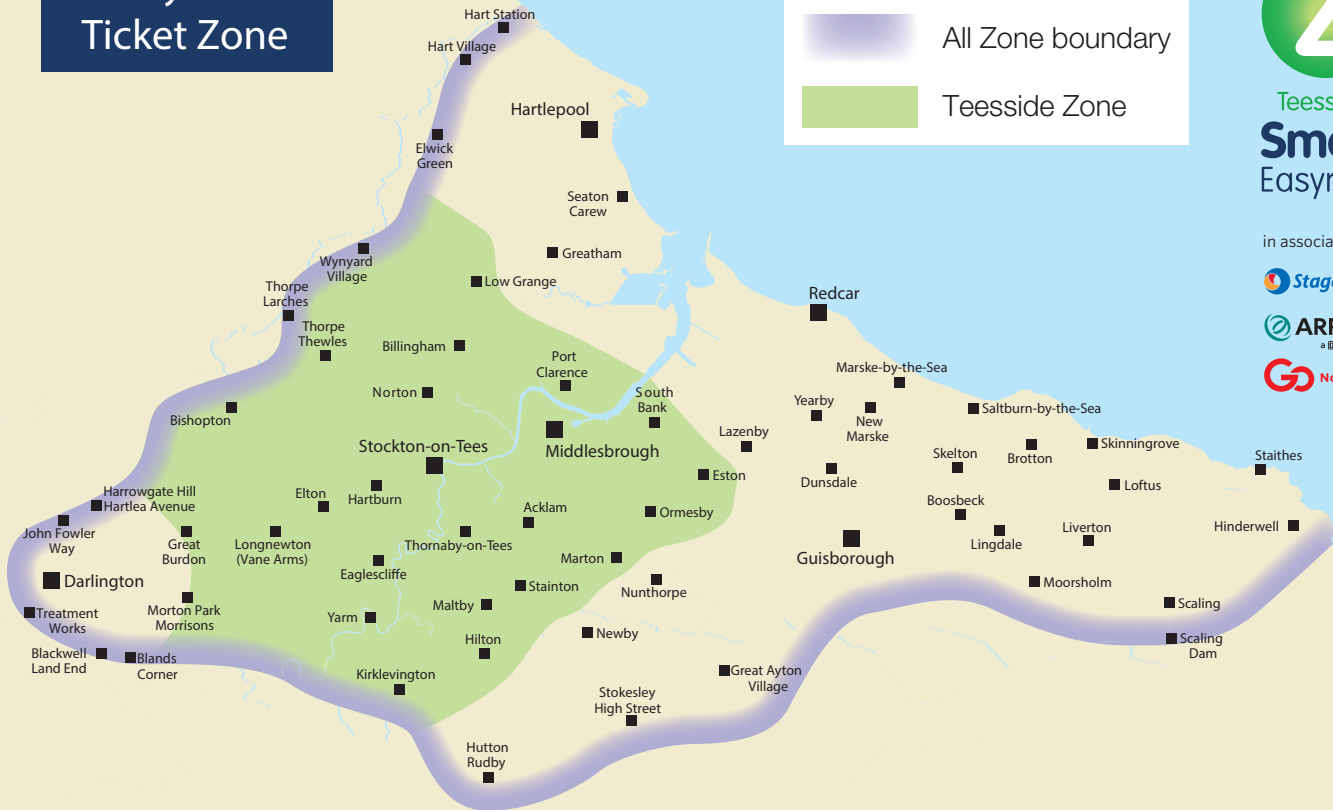 Ticket Zone
All Zone boundary
Teesside Zone
in associa
Hart Station
Hart Village
Hartlepool
Elwick
Green
Seaton
Carew
Greatham
Wynyard
Village
Low Grange
Thorpe
Larches
Thorpe
Thewles
Billingham
Port
Clarence
Norton
South
Bank
Bishopton
Stockton-on-Tees
Middlesbrough
Redcar
Marske-by-the-Sea
Yearby
New
Marske
Saltburn-by-the-Sea
Lazenby
Skelton
Brotton
Skinningrove
Staithes
Eston
Dunsdale
Loftus
Harrowgate Hill
Hartlea Avenue
Elton
Hartburn
Acklam
Ormesby
Boosbeck
Lingdale
Liverton
Hinderwell
John Fowler
Way
Great
Burdon
Longnewton
(Vane Arms)
Thornaby-on-Tees
Marton
Guisborough
Darlington
Eaglescliffe
Stainton
Nunthorpe
Moorsholm
Treatment
Works
Morton Park
Morrisons
Yarm
Maltby
Newby
Scaling
Scaling
Dam
Blackwell
Land End
Blands
Corner
Hilton
Kirklevington
Great Ayton
Village
Stokesley
High Street
Hutton
Rudby